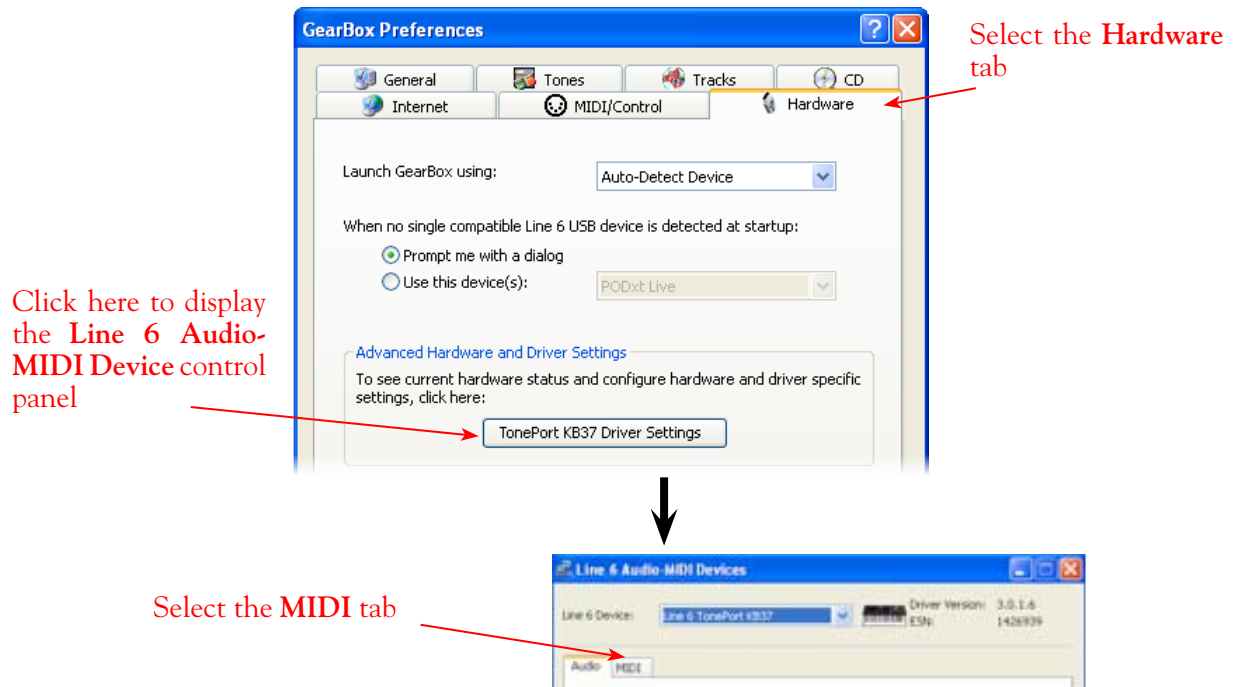 GearBox Preferences
Select the Hardware
tab
General
Tones
Tracks
CD
Internet
MIDI/Control
Hardware
Launch GearBox using:
Auto-Detect Device
When no single compatible Line 6 USB device is detected at startup:
Prompt me with a dialog
Use this device(s):
PODxt Live
Click here to display
the Line 6 Audio-
MIDI Device control
panel
Advanced Hardware and Driver Settings
To see current hardware status and configure hardware and driver specific
settings, click here:
TonePort KB37 Driver Settings
Line 6 Audio-MIDI Devices
Select the MIDI tab
Line 6 Device:
Line 6 TonePort KB37
Driver Version: 3.0.1.6
ESN: 1426939
Audio
MIDI